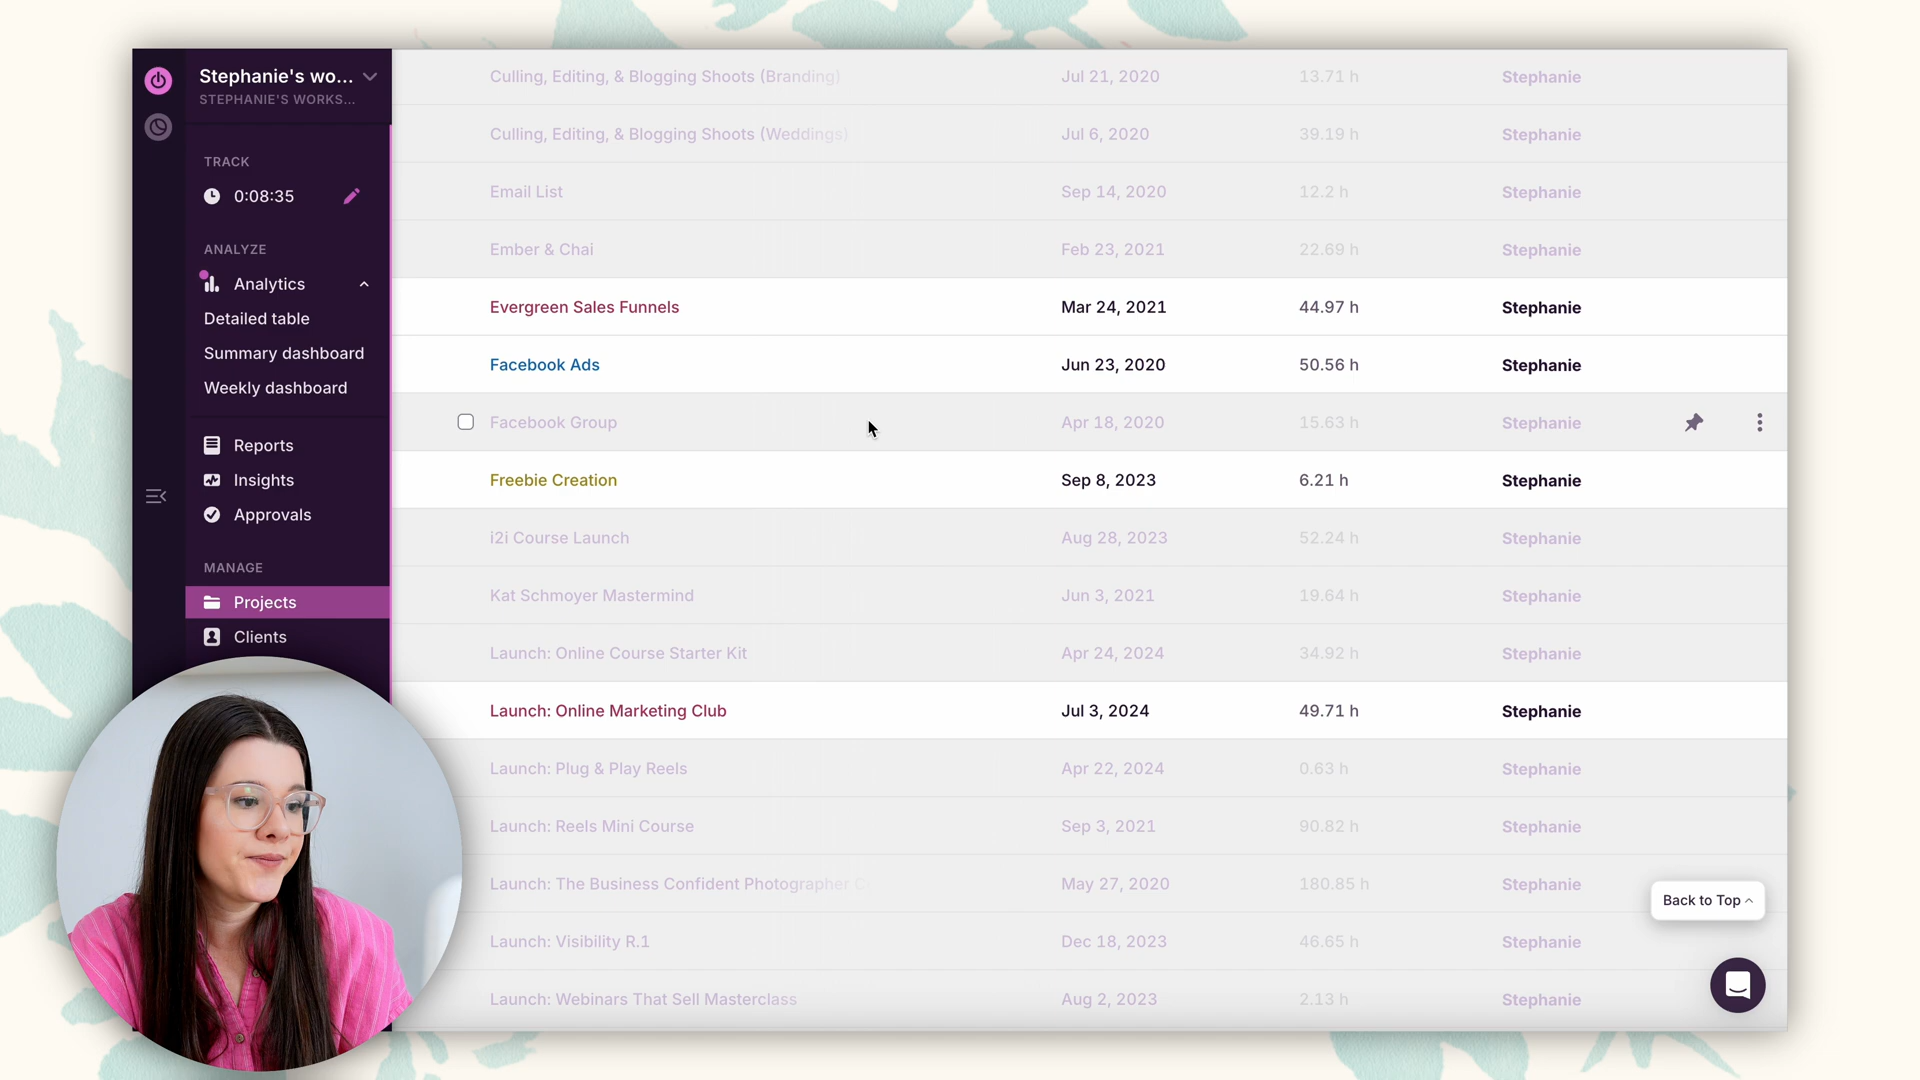 Stephanie's wo...
STEPHANIE'S WORKS...
TRACK
0:08:35
ANALYZE
Analytics
Detailed table
Summary dashboard
Weekly dashboard
Reports
Insights
Approvals
MANAGE
Projects
Clients
Culling, Editing, & Blogging Shoots (Branding) Jul 21, 2020 13.71 h Stephanie
Culling, Editing, & Blogging Shoots (Weddings) Jul 6, 2020 39.19 h Stephanie
Email List Sep 14, 2020 12.2 h Stephanie
Ember & Chai Feb 23, 2021 22.69 h Stephanie
Evergreen Sales Funnels Mar 24, 2021 44.97 h Stephanie
Facebook Ads Jun 23, 2020 50.56 h Stephanie
Facebook Group Apr 18, 2020 15.63 h Stephanie
Freebie Creation Sep 8, 2023 6.21 h Stephanie
i2i Course Launch Aug 28, 2023 52.24 h Stephanie
Kat Schmoyer Mastermind Jun 3, 2021 19.64 h Stephanie
Launch: Online Course Starter Kit Apr 24, 2024 34.92 h Stephanie
Launch: Online Marketing Club Jul 3, 2024 49.71 h Stephanie
Launch: Plug & Play Reels Apr 22, 2024 0.63 h Stephanie
Launch: Reels Mini Course Sep 3, 2021 90.82 h Stephanie
Launch: The Business Confident Photographer May 27, 2020 180.85 h Stephanie
Back to Top
Launch: Visibility R.1 Dec 18, 2023 46.65 h Stephanie
Launch: Webinars That Sell Masterclass Aug 2, 2023 2.13 h Stephanie